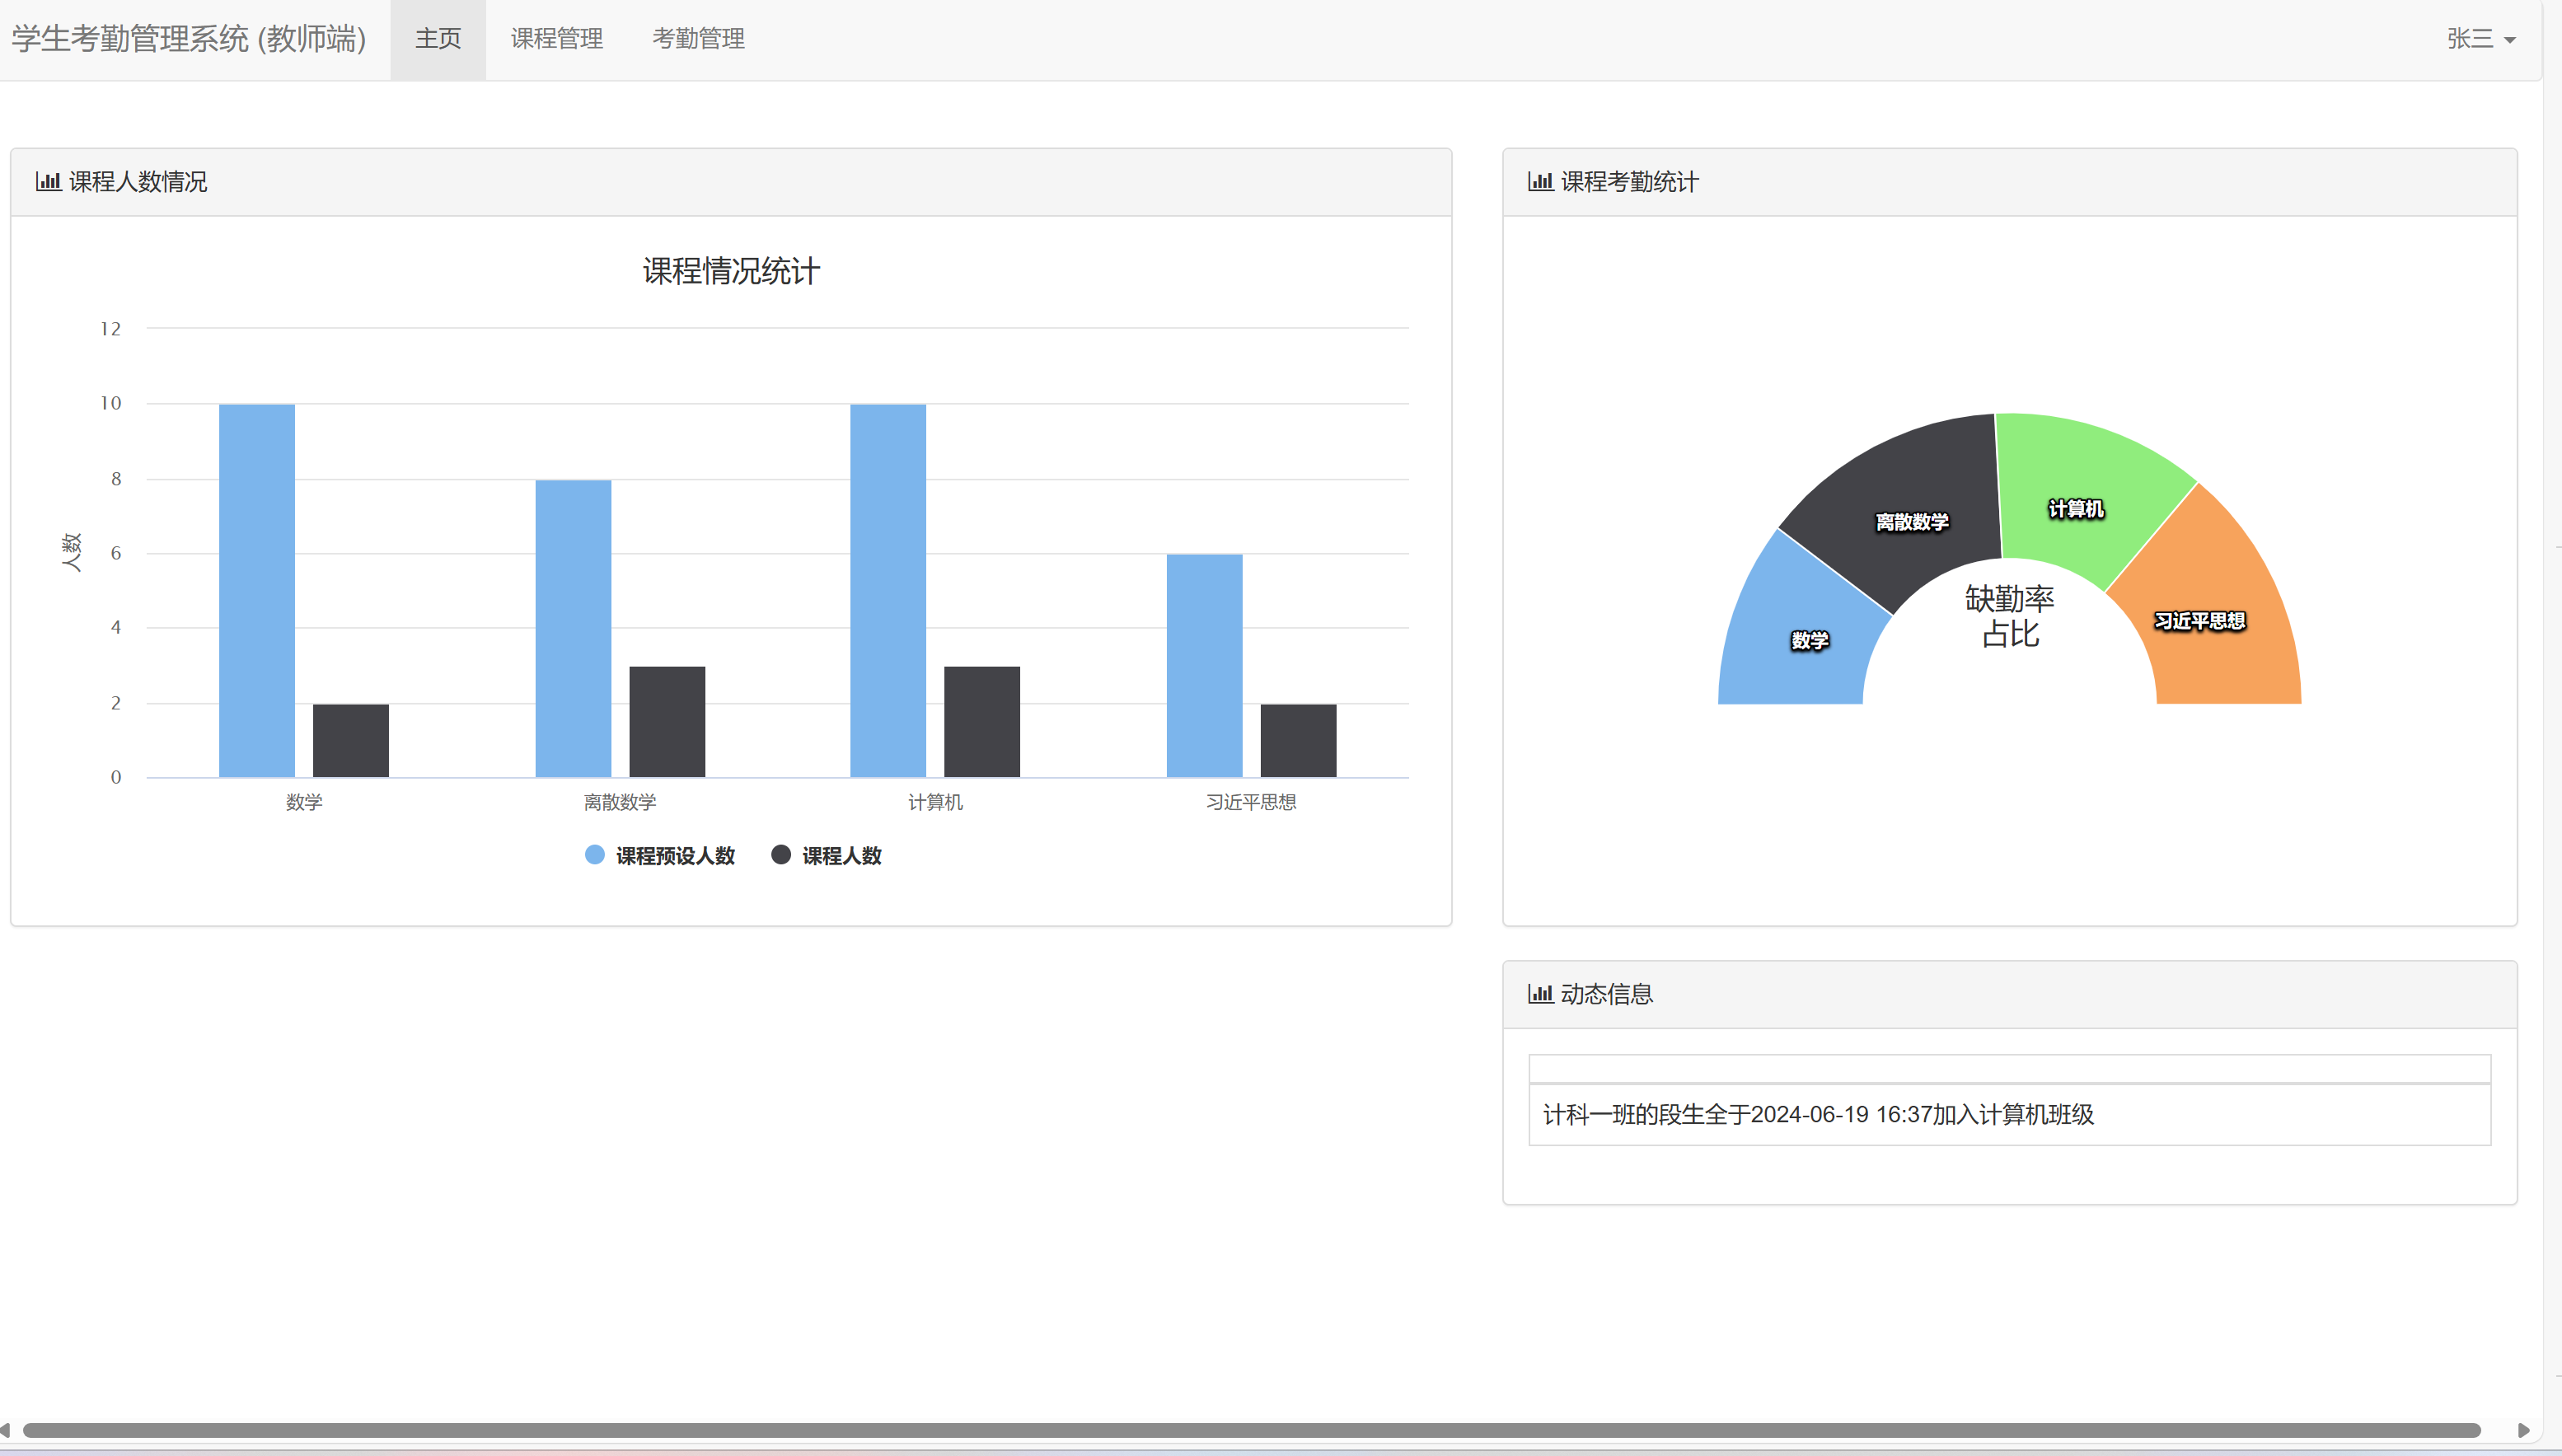 学生考勤管理系统 (教师端) 主页 课程管理 考勤管理 张三
课程人数情况
课程情况统计
12
10
8
6
4
2
0
人数
数学 离散数学 计算机 习近平思想
课程预设人数 课程人数
课程考勤统计
数学
离散数学
计算机
习近平思想
缺勤率
占比
动态信息
计科一班的段生全于2024-06-19 16:37加入计算机班级